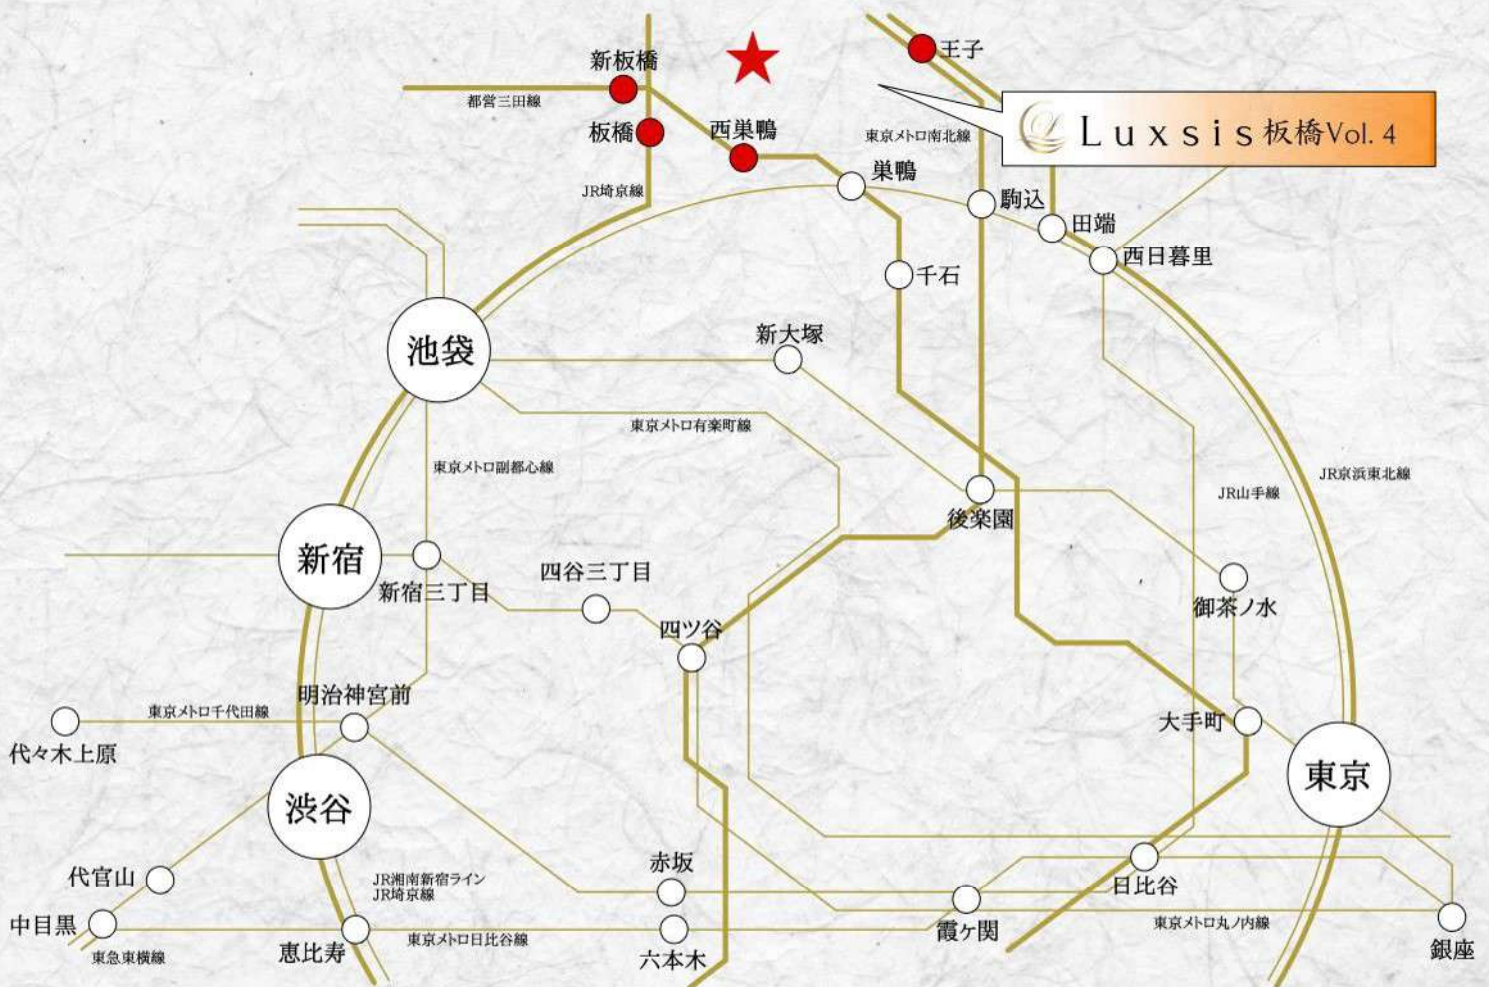 新板橋
王子
都営三田線
板橋
西巣鴨
東京メトロ南北線
Luxsis 板橋Vol. 4
巣鴨
JR埼京線
駒込
田端
西日暮里
千石
新大塚
池袋
東京メトロ有楽町線
東京メトロ副都心線
JR京浜東北線
JR山手線
後楽園
新宿
新宿三丁目
四谷三丁目
御茶ノ水
四ツ谷
明治神宮前
東京メトロ千代田線
代々木上原
大手町
東京
渋谷
赤坂
代官山
JR湘南新宿ライン
JR埼京線
日比谷
中目黒
東急東横線
恵比寿
東京メトロ日比谷線
六本木
霞ヶ関
東京メトロ丸ノ内線
銀座